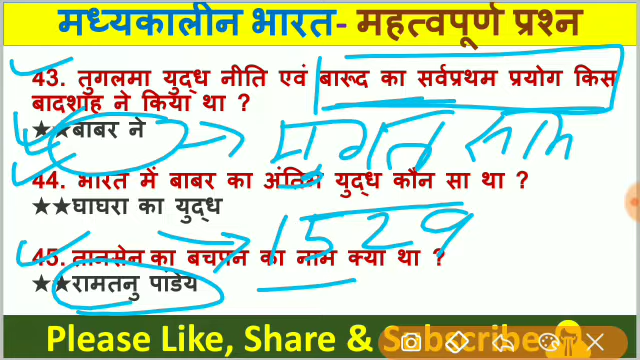 मध्यकालीन भारत- महत्वपूर्ण प्रश्न
43. तुगलमा युद्ध नीति एवं बारूद का सर्वप्रथम प्रयोग किस
बादशाह ने किया था ?
★★बाबर ने
44. भारत में बाबर का अंतिम युद्ध कौन सा था ?
★★घाघरा का युद्ध
1529
45. तानसेन का बचपन का नाम क्या था ?
★★रामतनु पांडेय
Please Like, Share & Subscribe